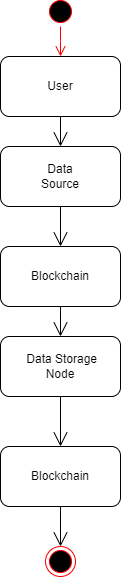 User
Data
Source
Blockchain
Data Storage
Node
Blockchain